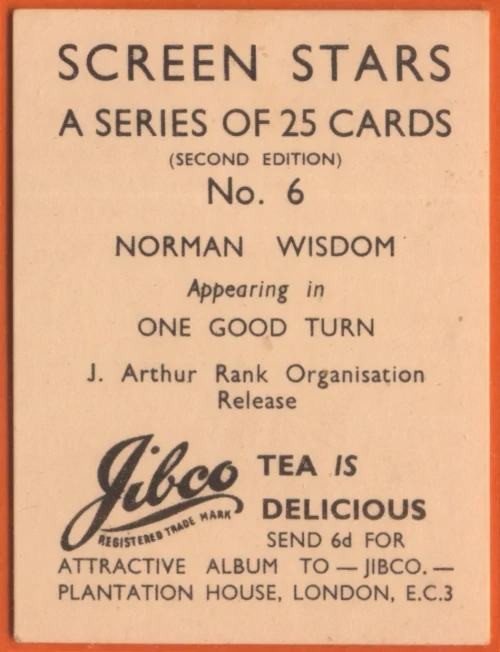 SCREEN STARS
A SERIES OF 25 CARDS
(SECOND EDITION)
No. 6
NORMAN WISDOM
Appearing in
ONE GOOD TURN
J. Arthur Rank Organisation
Release
Jibco
REGISTERED TRADE MARK
TEA IS
DELICIOUS
SEND 6d FOR
ATTRACTIVE ALBUM TO — JIBCO. —
PLANTATION HOUSE, LONDON, E.C.3